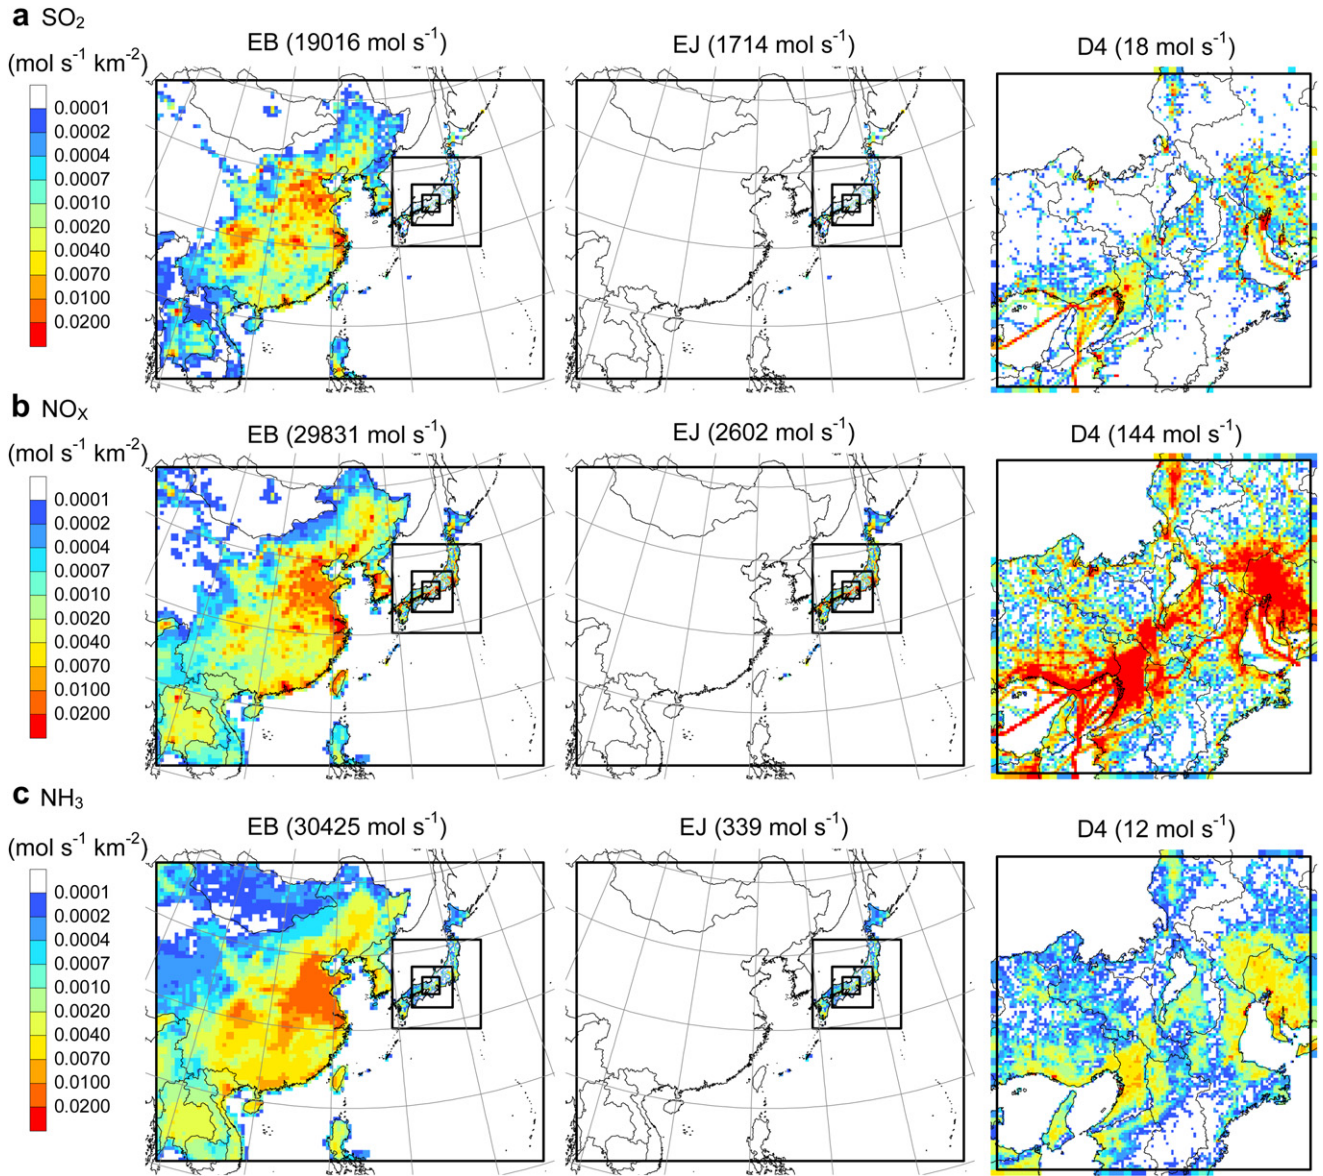 a SO₂
EB (19016 mol s⁻¹)
EJ (1714 mol s⁻¹)
D4 (18 mol s⁻¹)
(mol s⁻¹ km⁻²)
0.0001
0.0002
0.0004
0.0007
0.0010
0.0020
0.0040
0.0070
0.0100
0.0200
b NOₓ
EB (29831 mol s⁻¹)
EJ (2602 mol s⁻¹)
D4 (144 mol s⁻¹)
(mol s⁻¹ km⁻²)
0.0001
0.0002
0.0004
0.0007
0.0010
0.0020
0.0040
0.0070
0.0100
0.0200
c NH₃
EB (30425 mol s⁻¹)
EJ (339 mol s⁻¹)
D4 (12 mol s⁻¹)
(mol s⁻¹ km⁻²)
0.0001
0.0002
0.0004
0.0007
0.0010
0.0020
0.0040
0.0070
0.0100
0.0200